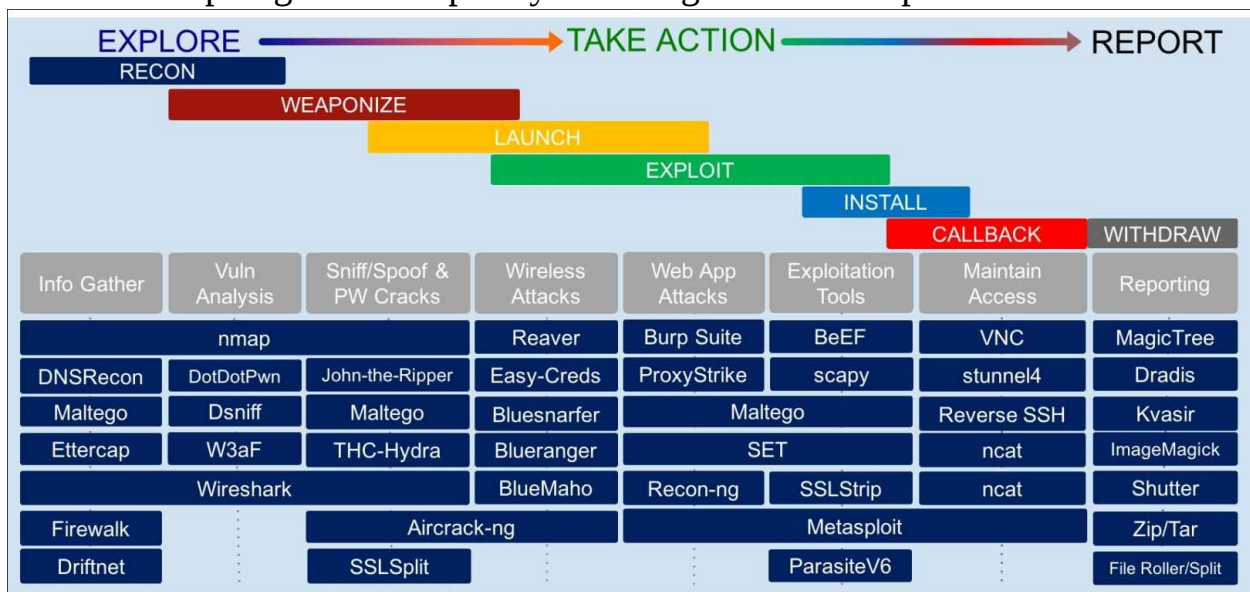 EXPLORE TAKE ACTION REPORT
RECON
WEAPONIZE
LAUNCH
EXPLOIT
INSTALL
CALLBACK WITHDRAW
Info Gather
Vuln
Analysis
Sniff/Spoof &
PW Cracks
Wireless
Attacks
Web App
Attacks
Exploitation
Tools
Maintain
Access
Reporting
nmap Reaver Burp Suite BeEF VNC MagicTree
DNSRecon DotDotPwn John-the-Ripper Easy-Creds ProxyStrike scapy stunnel4 Dradis
Maltego Dsniff Maltego Bluesnarfer Maltego Reverse SSH Kvasir
Ettercap W3aF THC-Hydra Blueranger SET ncat ImageMagick
Wireshark BlueMaho Recon-ng SSLStrip ncat Shutter
Firewalk Aircrack-ng Metasploit Zip/Tar
Driftnet SSLSplit ParasiteV6 File Roller/Split